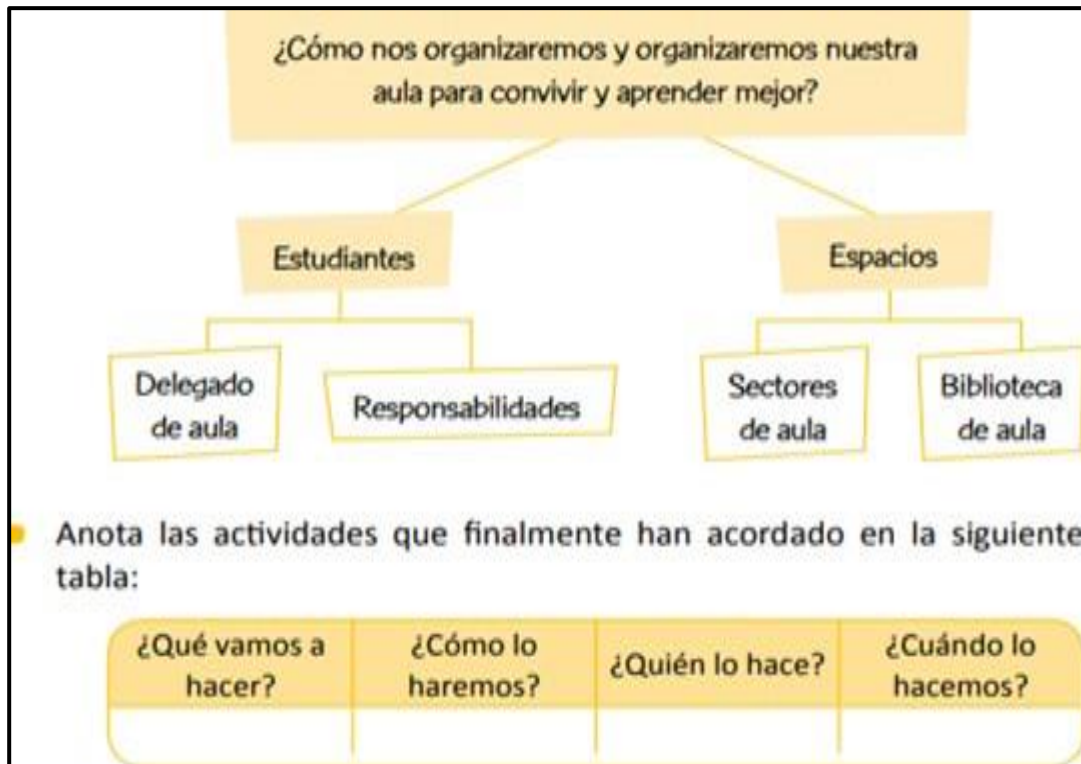 ¿Cómo nos organizaremos y organizaremos nuestra
aula para convivir y aprender mejor?
Estudiantes
Espacios
Delegado
de aula
Responsabilidades
Sectores
de aula
Biblioteca
de aula
Anota las actividades que finalmente han acordado en la siguiente
tabla:
¿Qué vamos a
hacer?
¿Cómo lo
haremos?
¿Quién lo hace?
¿Cuándo lo
hacemos?